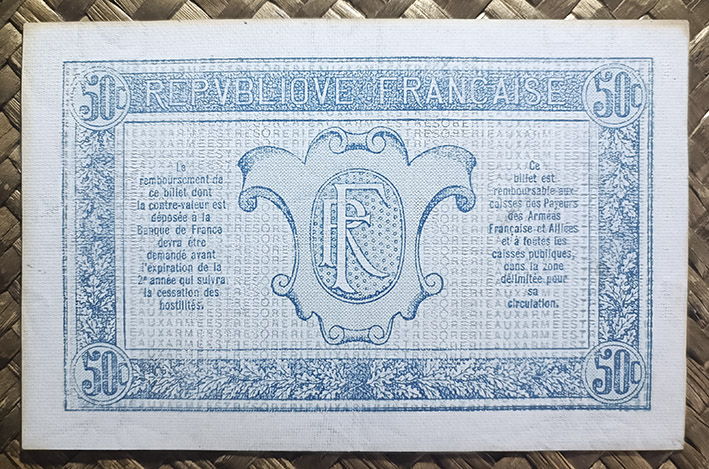 50c REPVBLIQVE FRANÇAISE 50c
Le
remboursement de
ce billet dont
la contre-valeur est
déposée à la
Banque de France
devra être
demandé avant
l'expiration de la
2e année qui suivra
la cessation des
hostilités.
RF
Ce
billet est
remboursable aux
caisses des Payeurs
des Armées
Française et Alliées
et à toutes les
caisses publiques,
dans la zone
délimitée pour
sa
circulation.
50c 50c